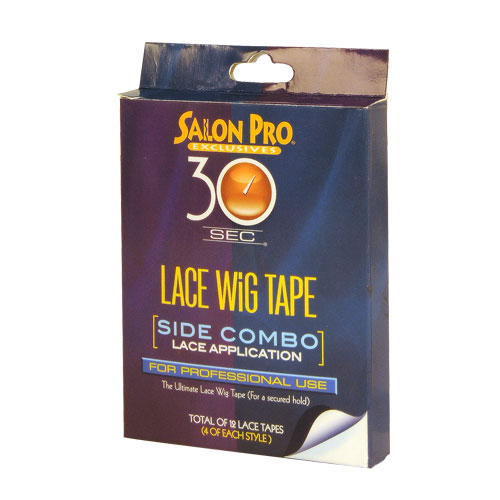 SALON PRO®
EXCLUSIVES
30
SEC®
LACE WiG TAPE
[SIDE COMBO
LACE APPLICATION]
FOR PROFESSIONAL USE
The Ultimate Lace Wig Tape (For a secured hold)
TOTAL OF 12 LACE TAPES
(4 OF EACH STYLE)